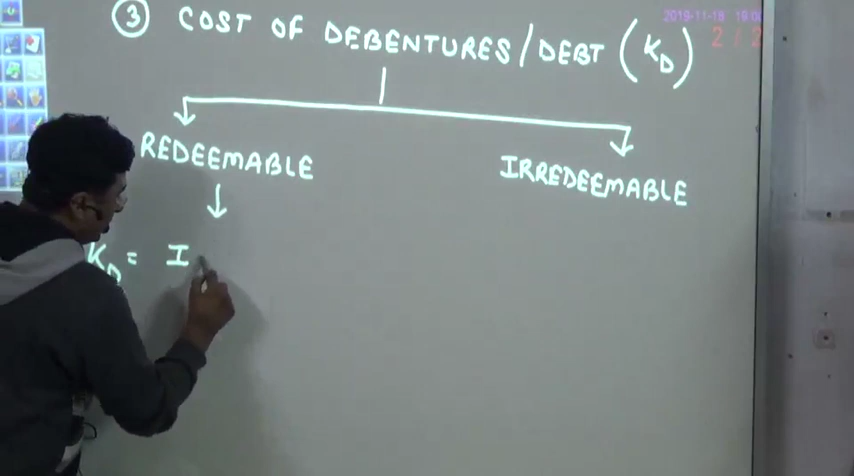 2019-11-18 19:0
③ COST OF DEBENTURES/DEBT (KD) 2/2
REDEEMABLE IRREDEEMABLE
KD = I